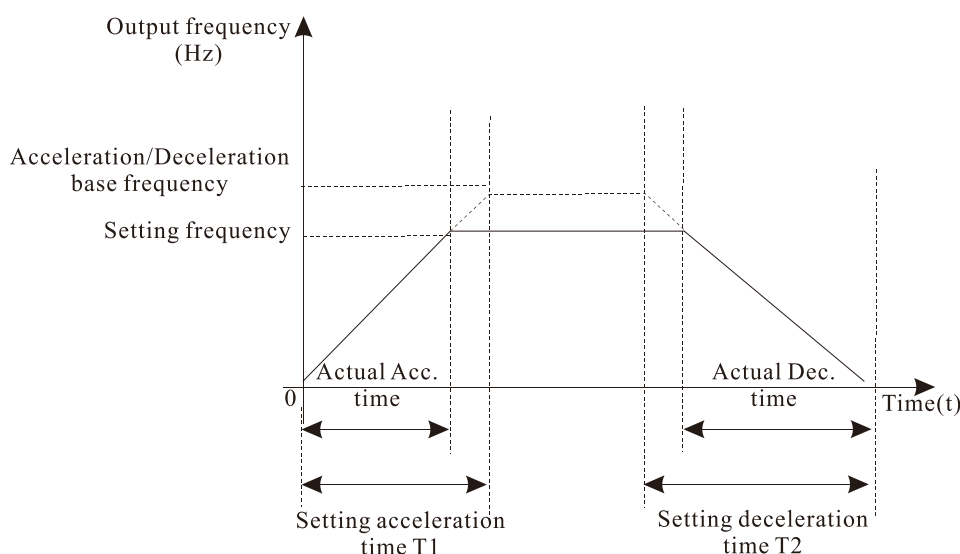 Output frequency
(Hz)
Acceleration/Deceleration
base frequency
Setting frequency
Actual Acc.
time
Actual Dec.
time
0
Time(t)
Setting acceleration
time T1
Setting deceleration
time T2